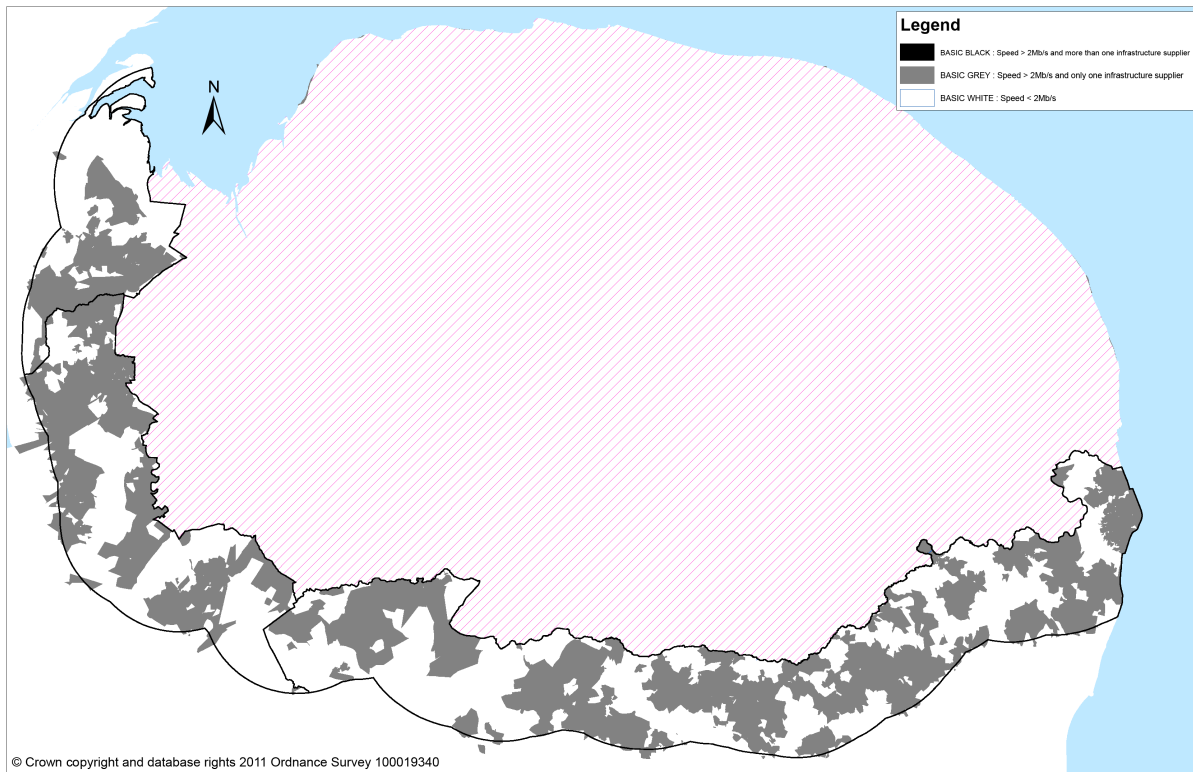 Legend
BASIC BLACK : Speed > 2Mb/s and more than one infrastructure supplier
BASIC GREY : Speed > 2Mb/s and only one infrastructure supplier
BASIC WHITE : Speed < 2Mb/s
N
© Crown copyright and database rights 2011 Ordnance Survey 100019340